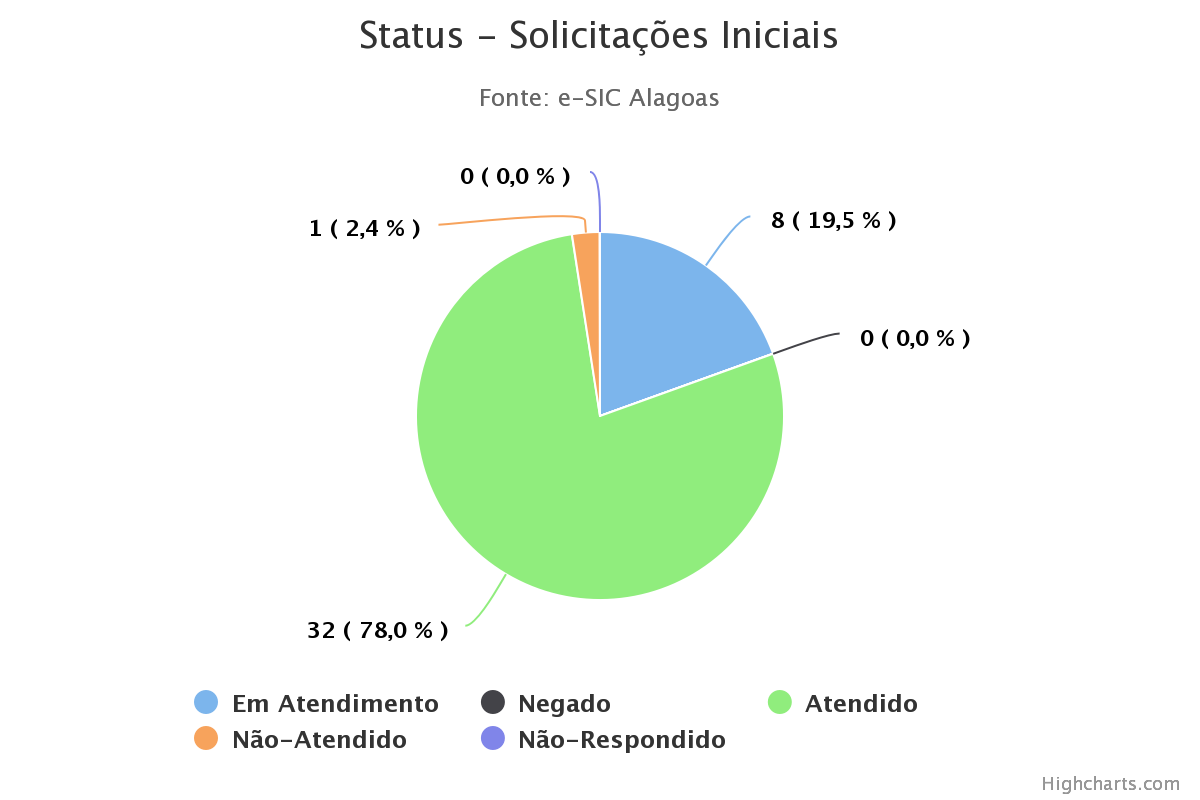 Status - Solicitações Iniciais
Fonte: e-SIC Alagoas
0 ( 0,0 % )
8 ( 19,5 % )
1 ( 2,4 % )
0 ( 0,0 % )
32 ( 78,0 % )
Em Atendimento
Negado
Atendido
Não-Atendido
Não-Respondido
Highcharts.com